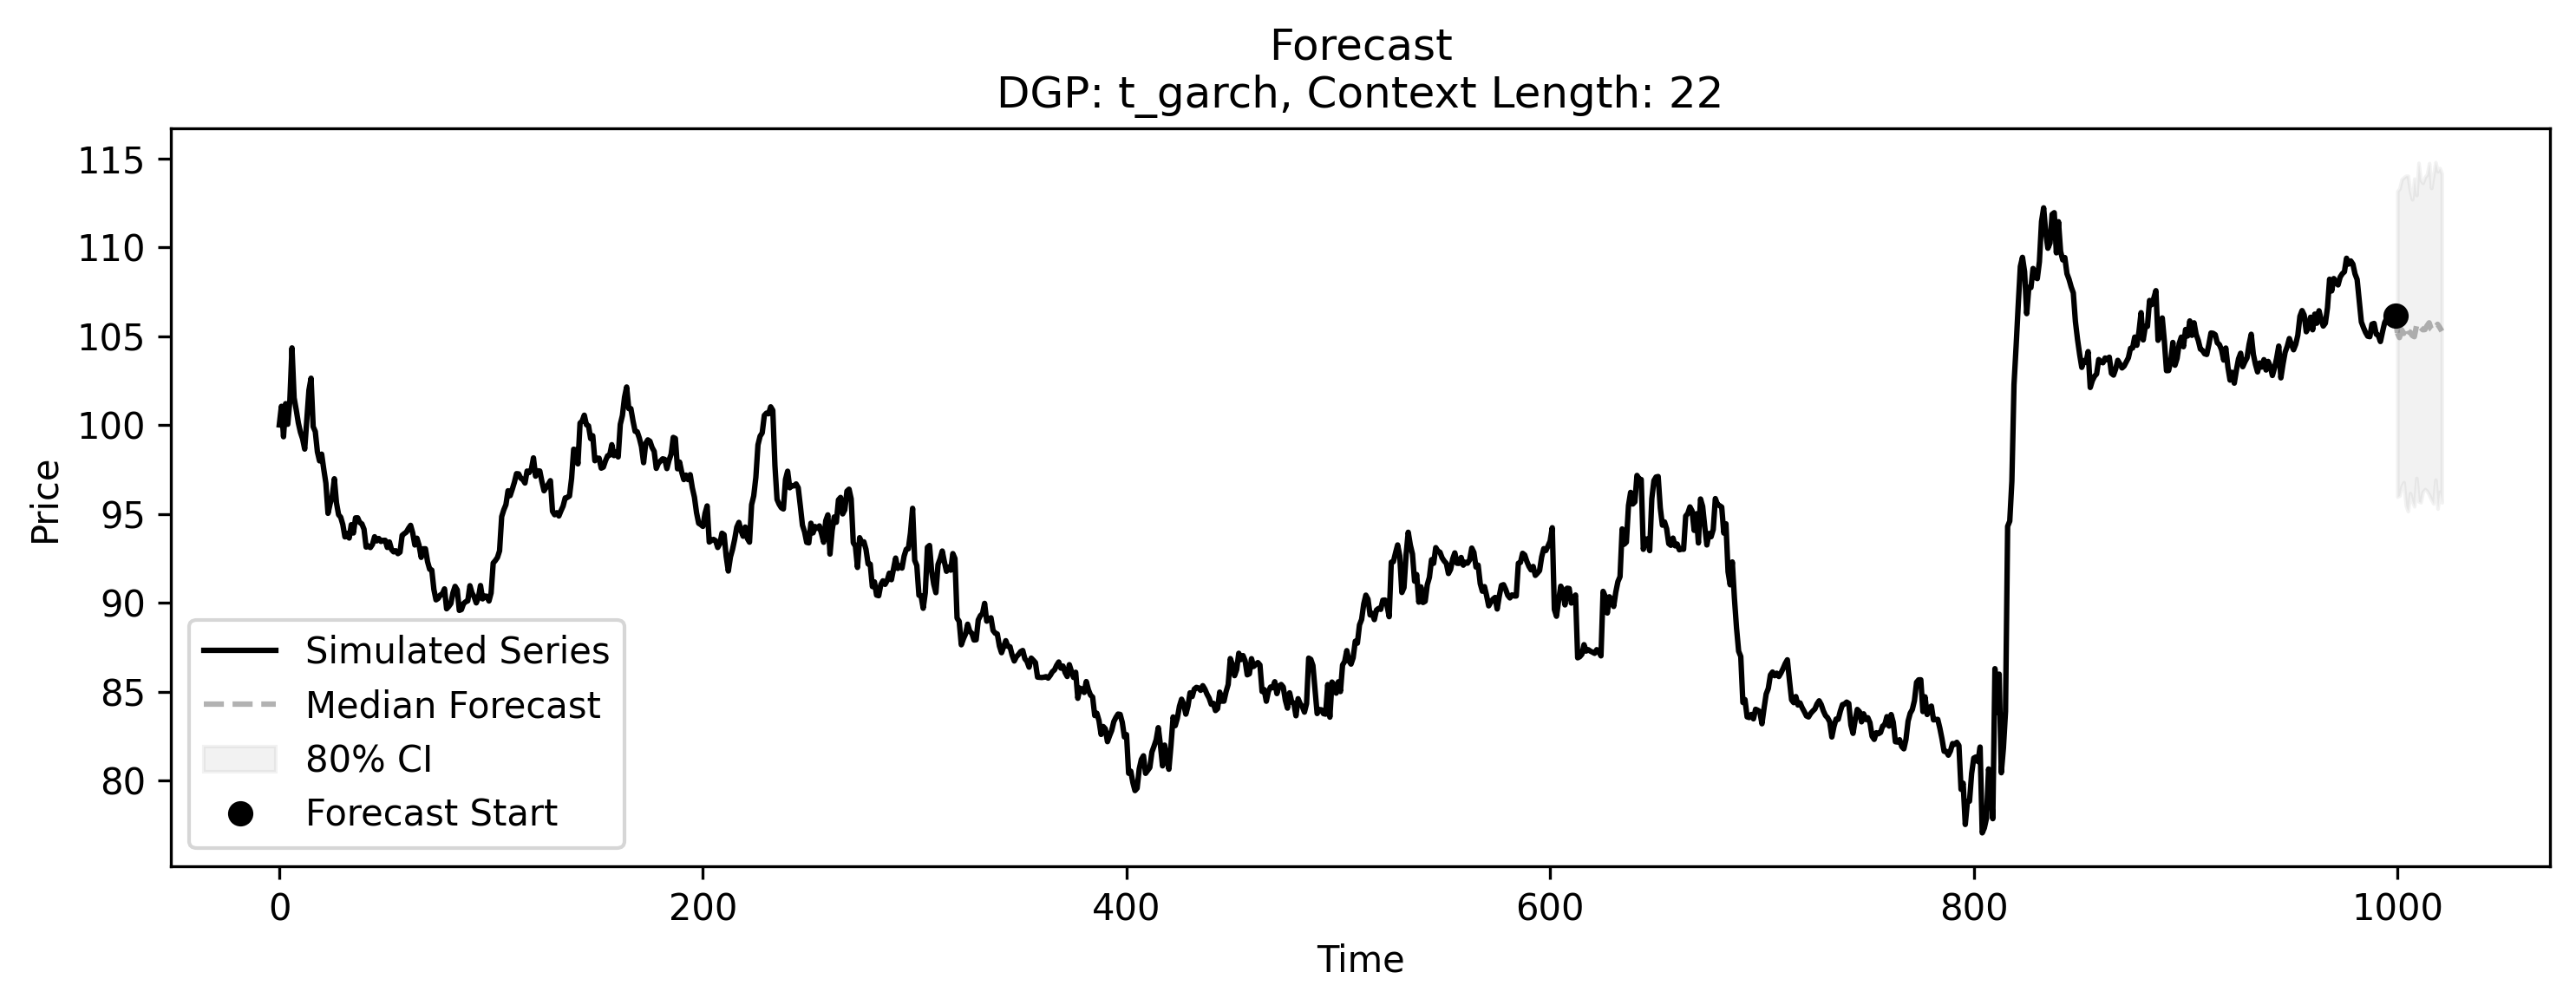 Forecast
DGP: t_garch, Context Length: 22
Price
115
110
105
100
95
90
85
80
Simulated Series
Median Forecast
80% CI
Forecast Start
0
200
400
600
800
1000
Time